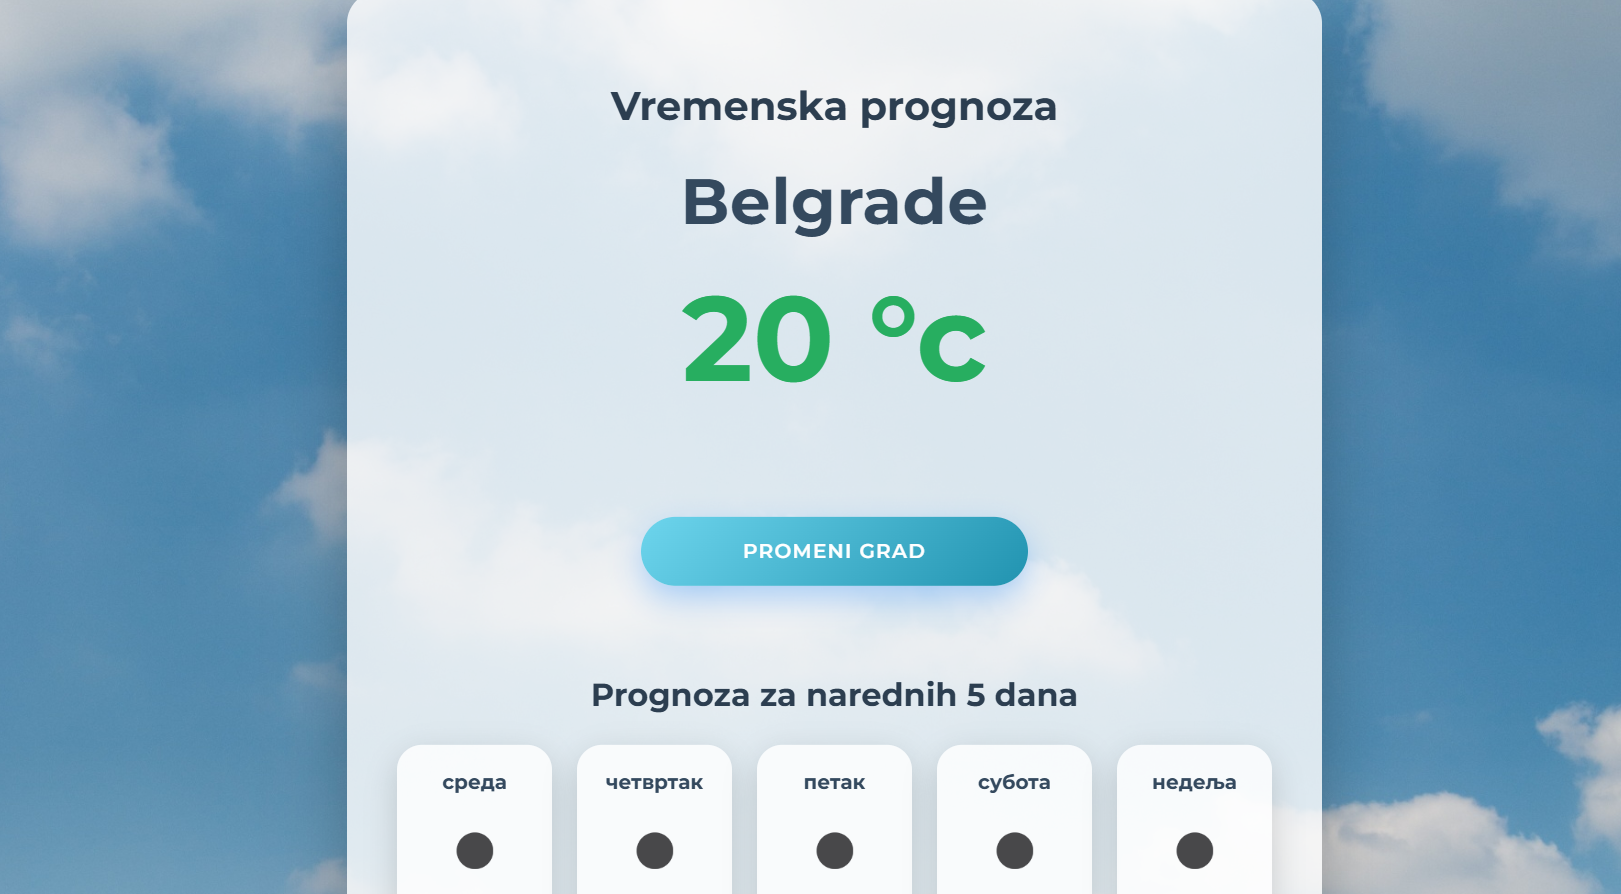 Vremenska prognoza
Belgrade
20 °c
PROMENI GRAD
Prognoza za narednih 5 dana
среда
четвртак
петак
субота
недеља